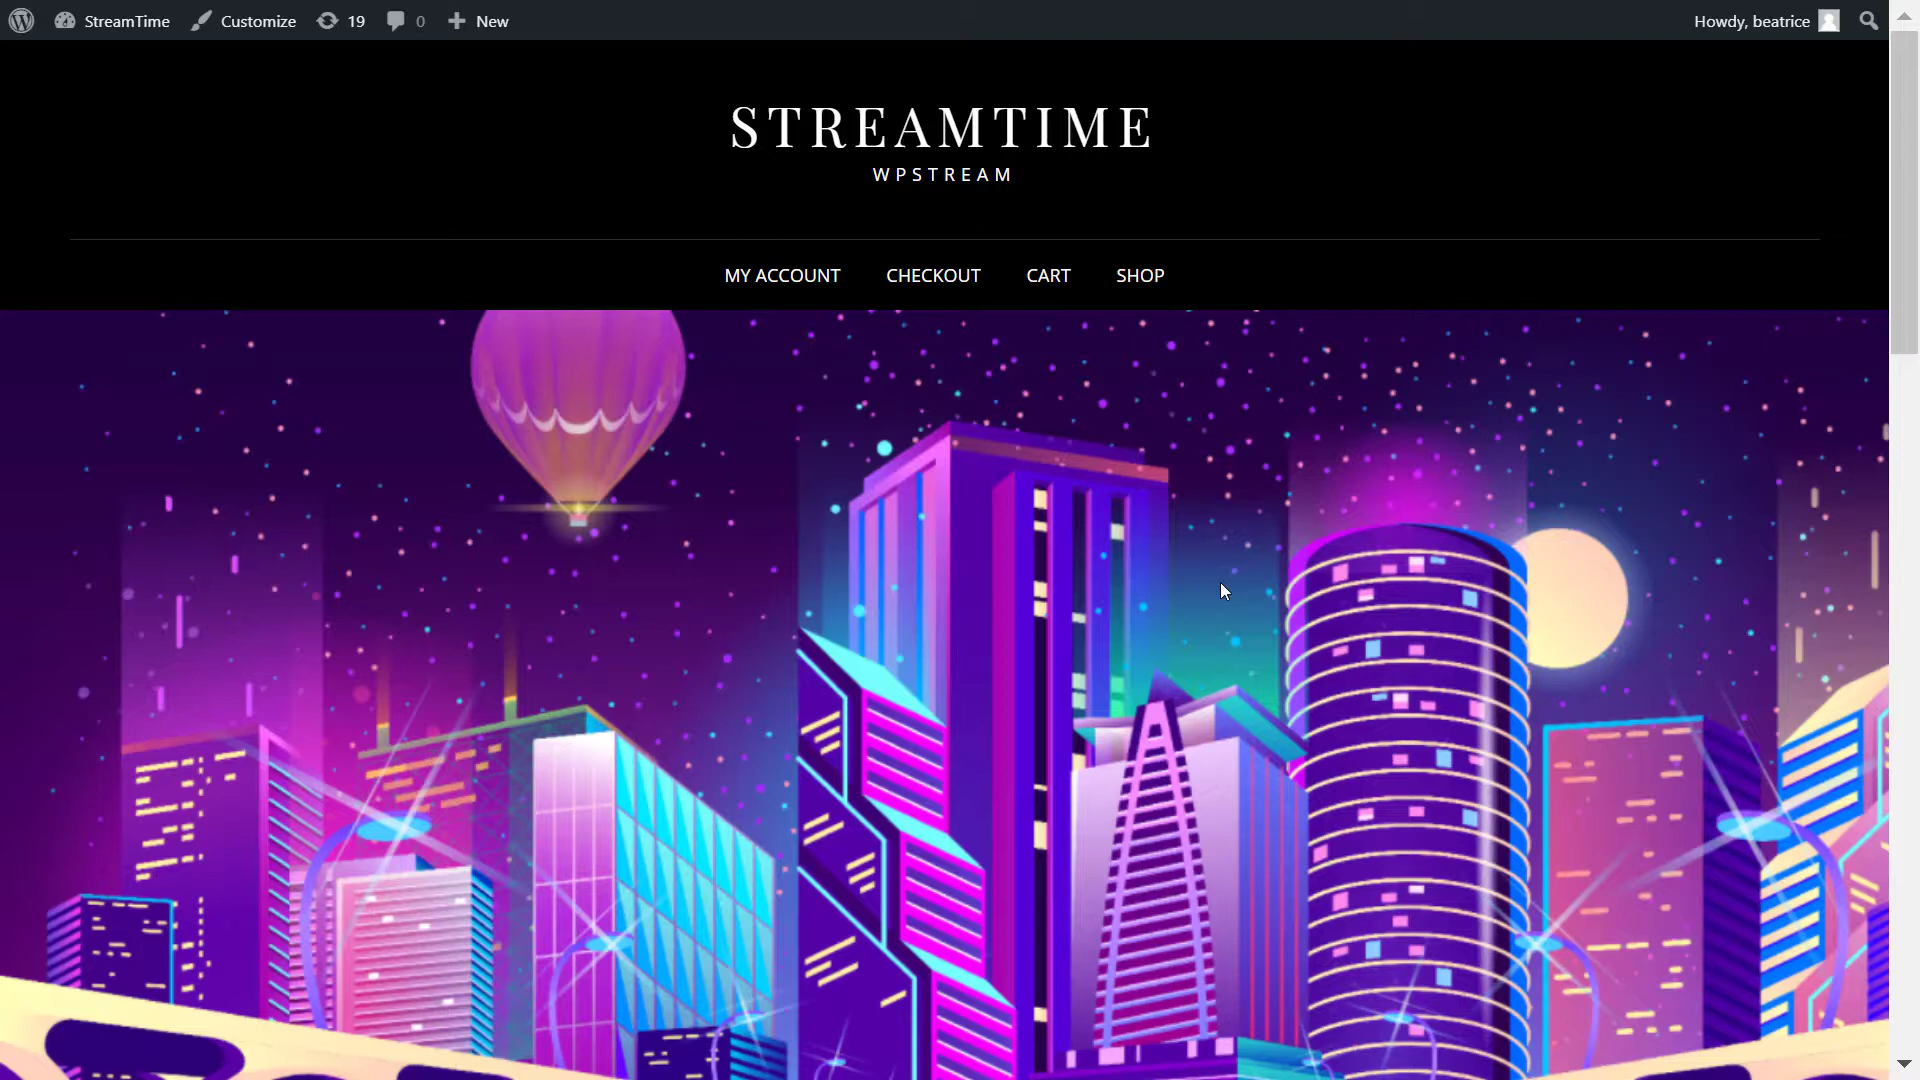 StreamTime Customize 19 0 New Howdy, beatrice
STREAMTIME
WPSTREAM
MY ACCOUNT CHECKOUT CART SHOP